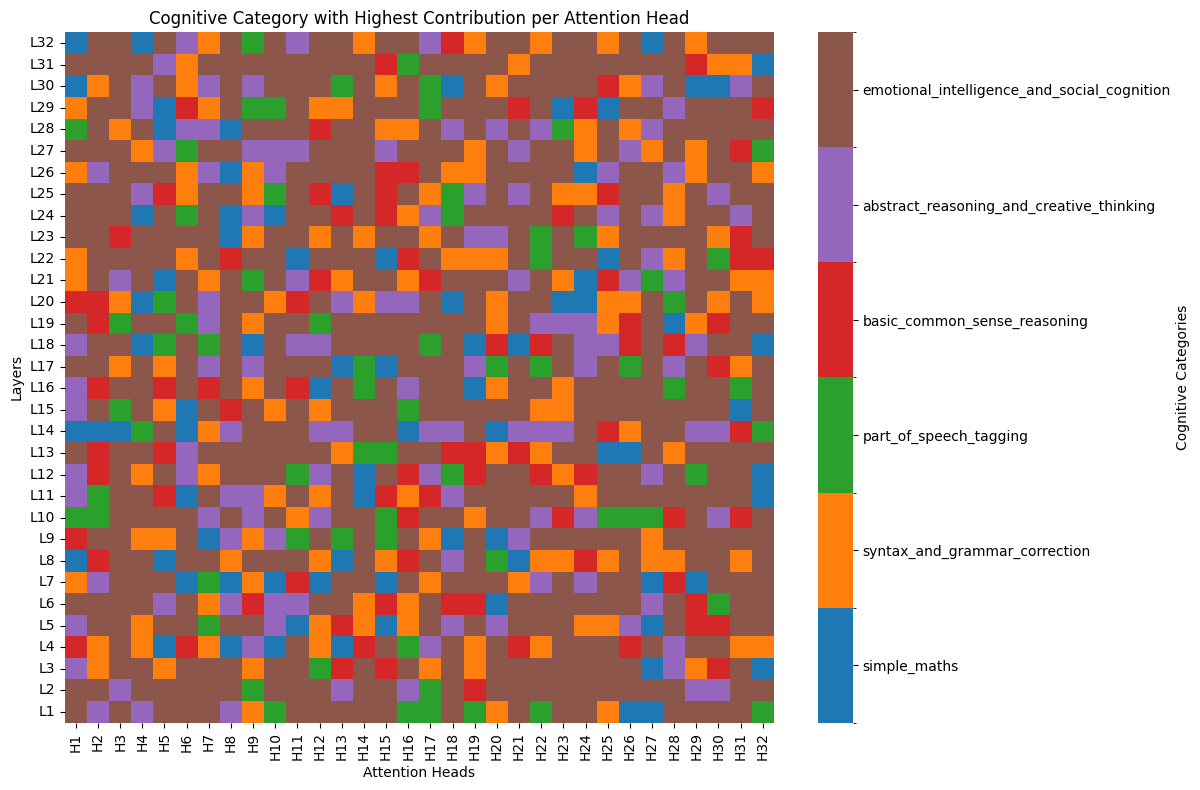 Cognitive Category with Highest Contribution per Attention Head
Layers
L32
L31
L30
L29
L28
L27
L26
L25
L24
L23
L22
L21
L20
L19
L18
L17
L16
L15
L14
L13
L12
L11
L10
L9
L8
L7
L6
L5
L4
L3
L2
L1
H1 H2 H3 H4 H5 H6 H7 H8 H9 H10 H11 H12 H13 H14 H15 H16 H17 H18 H19 H20 H21 H22 H23 H24 H25 H26 H27 H28 H29 H30 H31 H32
Attention Heads
emotional_intelligence_and_social_cognition
abstract_reasoning_and_creative_thinking
basic_common_sense_reasoning
part_of_speech_tagging
syntax_and_grammar_correction
simple_maths
Cognitive Categories